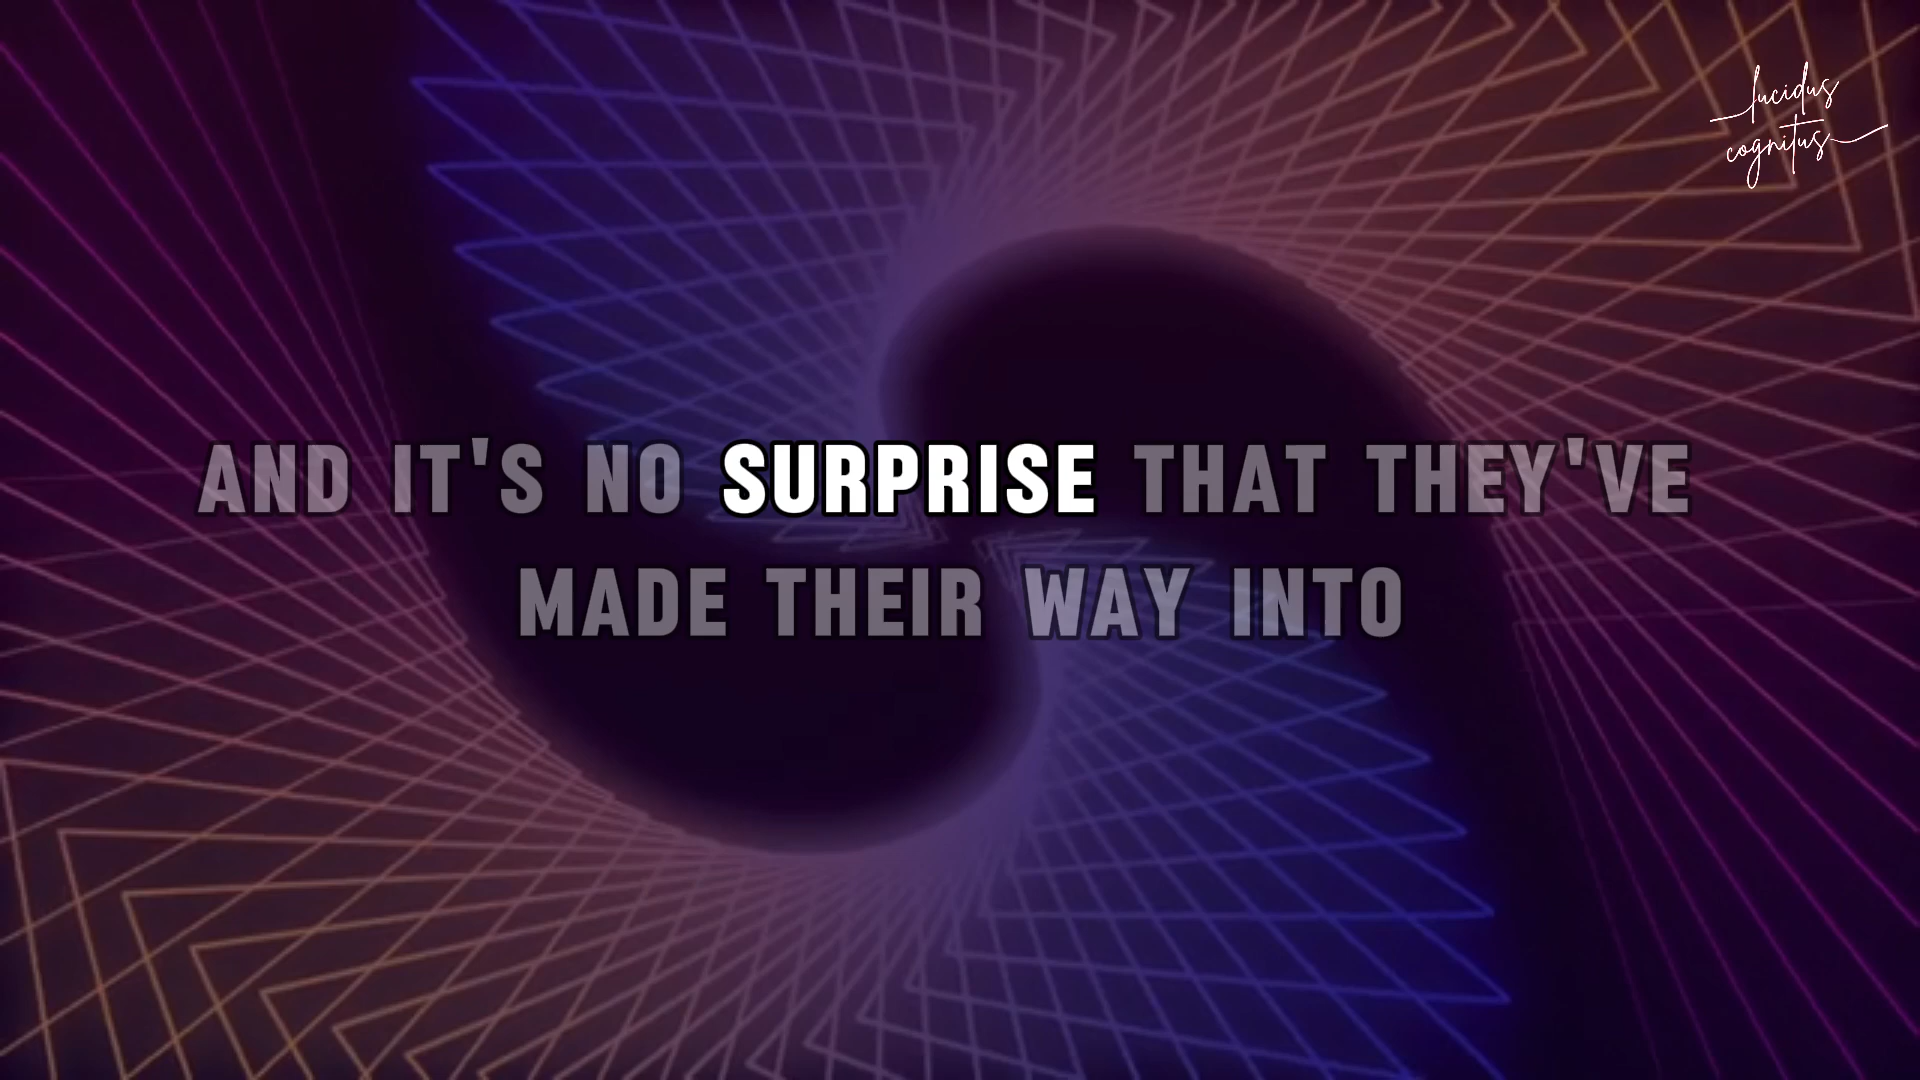 lucidus
cognitus
AND IT'S NO SURPRISE THAT THEY'VE
MADE THEIR WAY INTO